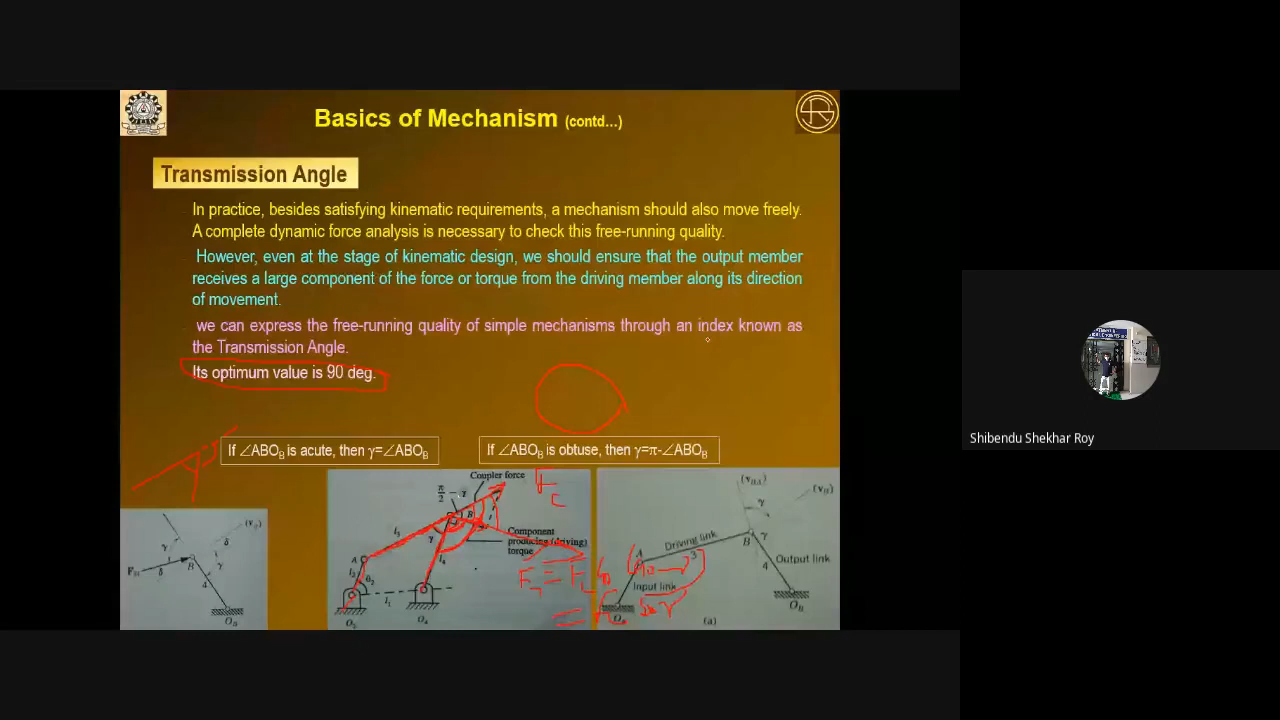 Basics of Mechanism (contd...)
Transmission Angle
In practice, besides satisfying kinematic requirements, a mechanism should also move freely.
A complete dynamic force analysis is necessary to check this free-running quality.
However, even at the stage of kinematic design, we should ensure that the output member
receives a large component of the force or torque from the driving member along its direction
of movement.
we can express the free-running quality of simple mechanisms through an index known as
the Transmission Angle.
Its optimum value is 90 deg.
If ∠ABO_B is acute, then γ=∠ABO_B
If ∠ABO_B is obtuse, then γ=π-∠ABO_B
Coupler force
Component
producing (driving)
torque
A
B
Driving link
3
Input link
Output link
4
(a)
Shibendu Shekhar Roy